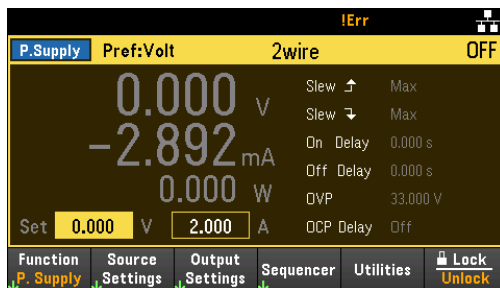 !Err
P.Supply Pref:Volt 2wire OFF
0.000 V
-2.892 mA
0.000 W
Set 0.000 V 2.000 A
Slew Max
Slew Max
On Delay 0.000 s
Off Delay 0.000 s
OVP 33.000 V
OCP Delay Off
Function
P. Supply
Source
Settings
Output
Settings
Sequencer
Utilities
Lock
Unlock